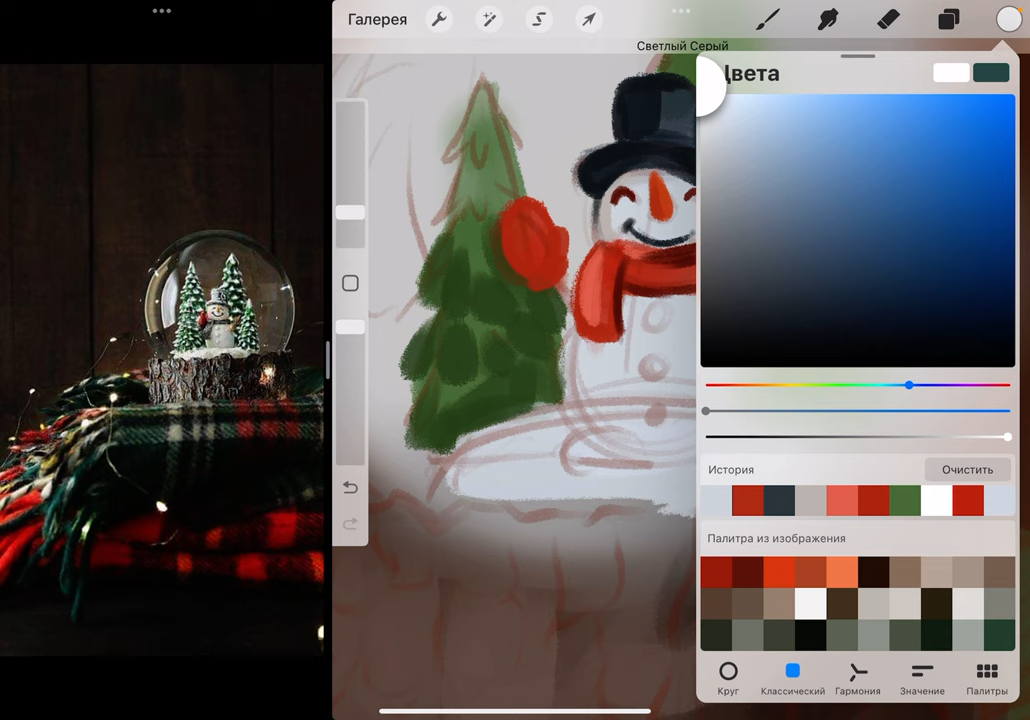 Галерея
Светлый Серый
Цвета
История
Очистить
Палитра из изображения
Круг
Классический
Гармония
Значение
Палитры